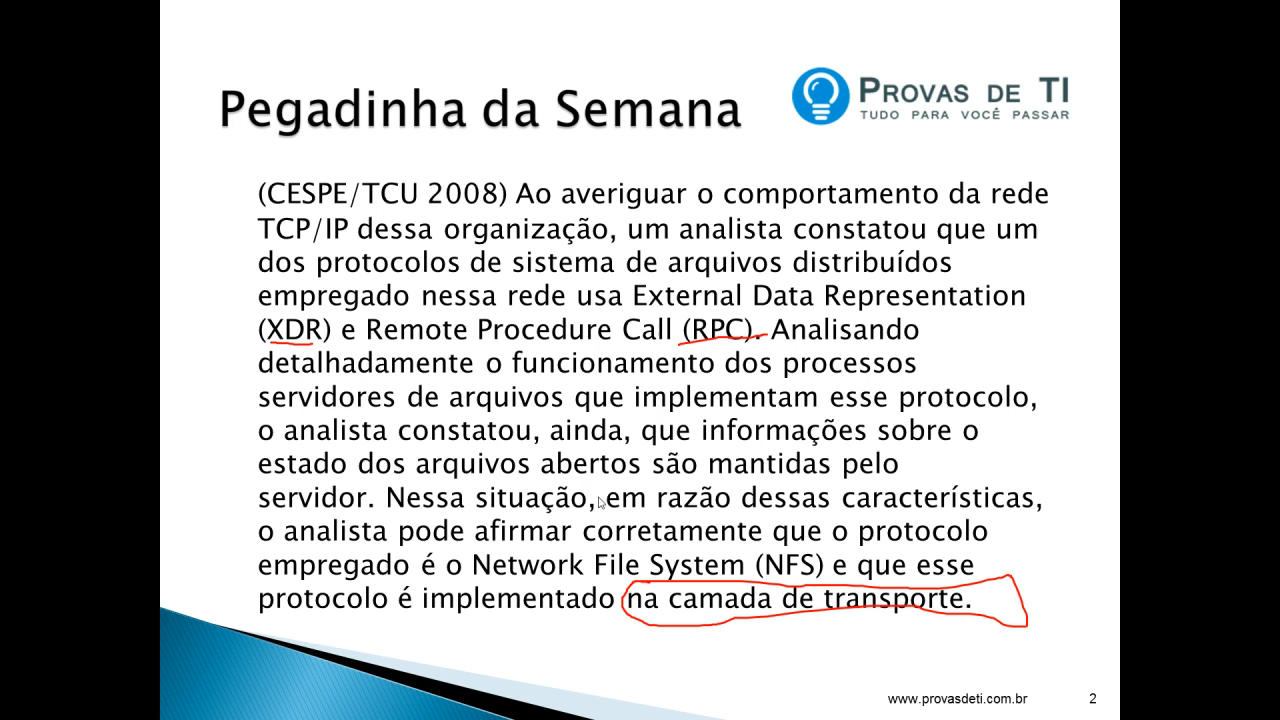 Pegadinha da Semana
PROVAS DE TI
TUDO PARA VOCÊ PASSAR
(CESPE/TCU 2008) Ao averiguar o comportamento da rede
TCP/IP dessa organização, um analista constatou que um
dos protocolos de sistema de arquivos distribuídos
empregado nessa rede usa External Data Representation
(XDR) e Remote Procedure Call (RPC). Analisando
detalhadamente o funcionamento dos processos
servidores de arquivos que implementam esse protocolo,
o analista constatou, ainda, que informações sobre o
estado dos arquivos abertos são mantidas pelo
servidor. Nessa situação, em razão dessas características,
o analista pode afirmar corretamente que o protocolo
empregado é o Network File System (NFS) e que esse
protocolo é implementado na camada de transporte.
www.provasdeti.com.br
2